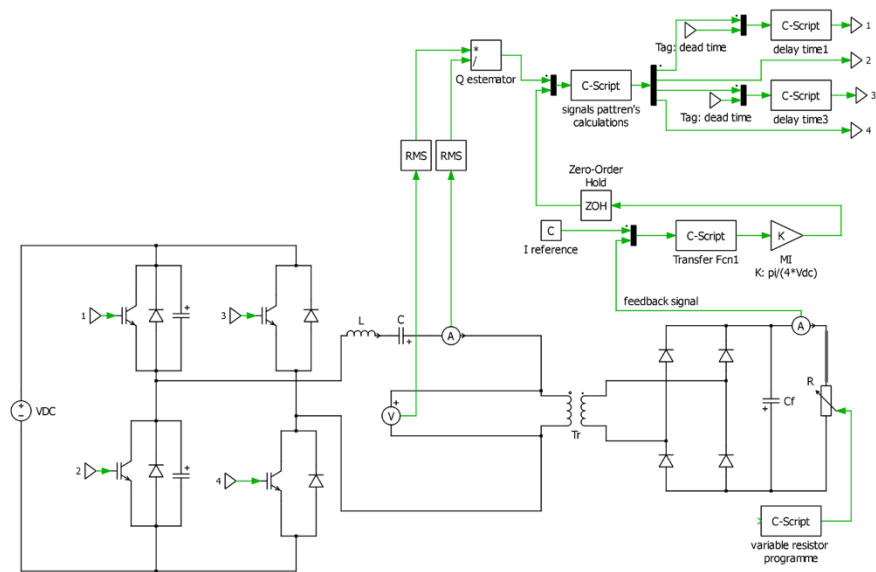 1
C-Script
Tag: dead time
delay time1
*
/
Q estemator
2
C-Script
signals pattren's
calculations
C-Script
3
Tag: dead time
delay time3
4
RMS
RMS
Zero-Order
Hold
ZOH
C
I reference
C-Script
Transfer Fcn1
K
MI
K: pi/(4*Vdc)
feedback signal
1
3
L
C
A
A
VDC
V
Tr
Cf
R
2
4
C-Script
variable resistor
programme